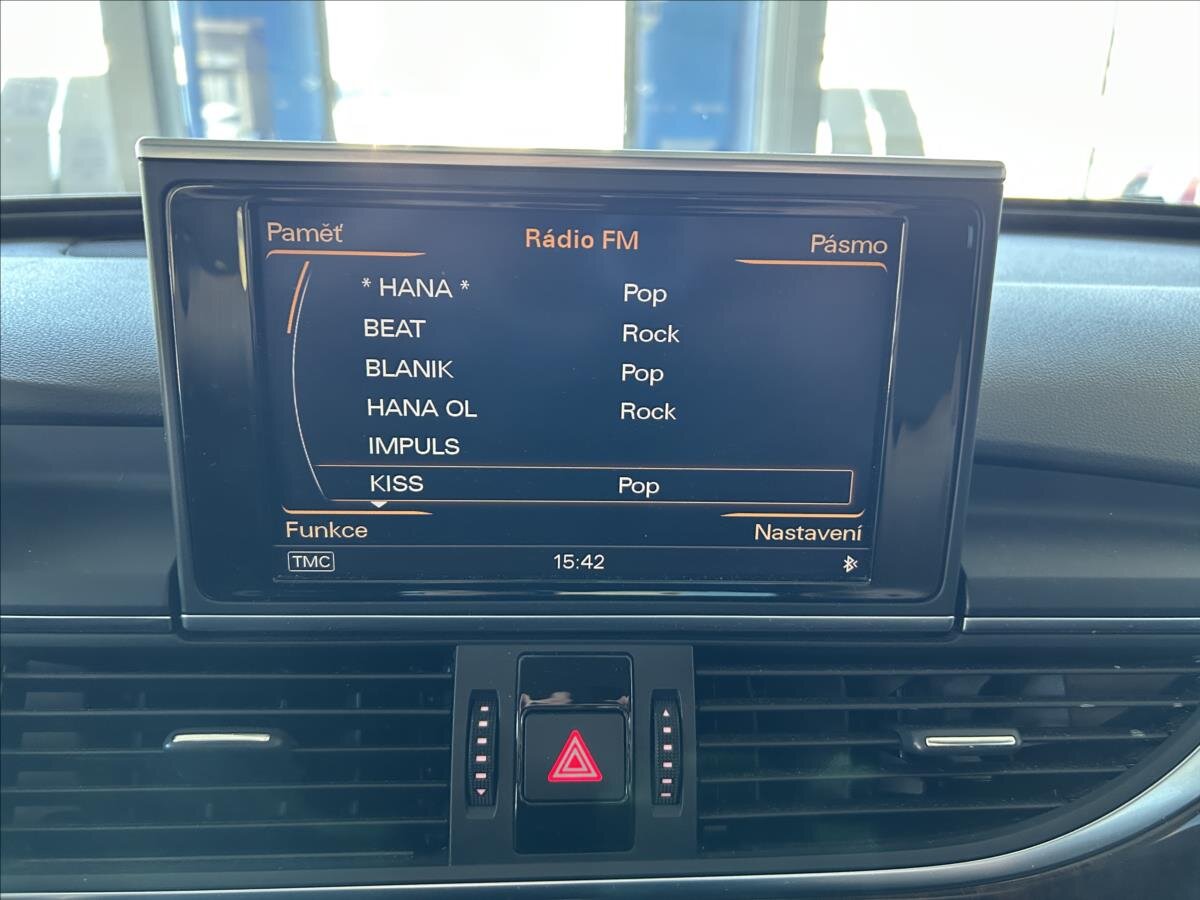 Paměť Rádio FM Pásmo
* HANA * Pop
BEAT Rock
BLANIK Pop
HANA OL Rock
IMPULS
KISS Pop
Funkce Nastavení
TMC 15:42